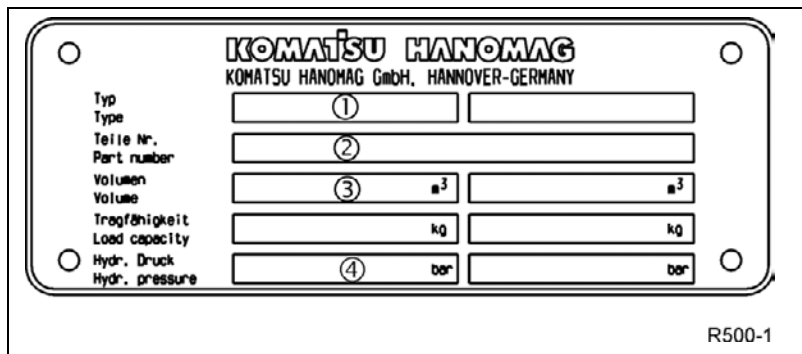 KOMATSU HANOMAG
KOMATSU HANOMAG GmbH, HANNOVER-GERMANY
Typ
Type
①
Teile Nr.
Part number
②
Volumen
Volume
③ m³ m³
Tragfähigkeit
Load capacity
kg kg
Hydr. Druck
Hydr. pressure
④ bar bar
R500-1